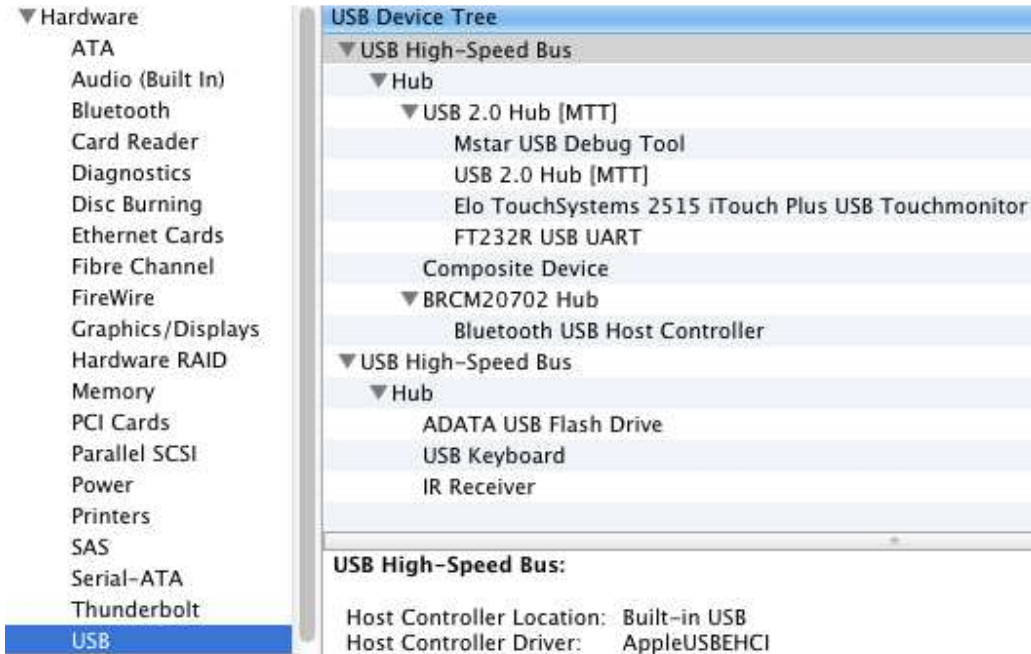 Hardware
ATA
Audio (Built In)
Bluetooth
Card Reader
Diagnostics
Disc Burning
Ethernet Cards
Fibre Channel
FireWire
Graphics/Displays
Hardware RAID
Memory
PCI Cards
Parallel SCSI
Power
Printers
SAS
Serial-ATA
Thunderbolt
USB
USB Device Tree
USB High-Speed Bus
Hub
USB 2.0 Hub [MTT]
Mstar USB Debug Tool
USB 2.0 Hub [MTT]
Elo TouchSystems 2515 iTouch Plus USB Touchmonitor
FT232R USB UART
Composite Device
BRCM20702 Hub
Bluetooth USB Host Controller
USB High-Speed Bus
Hub
ADATA USB Flash Drive
USB Keyboard
IR Receiver
USB High-Speed Bus:
Host Controller Location: Built-in USB
Host Controller Driver: AppleUSBEHCI